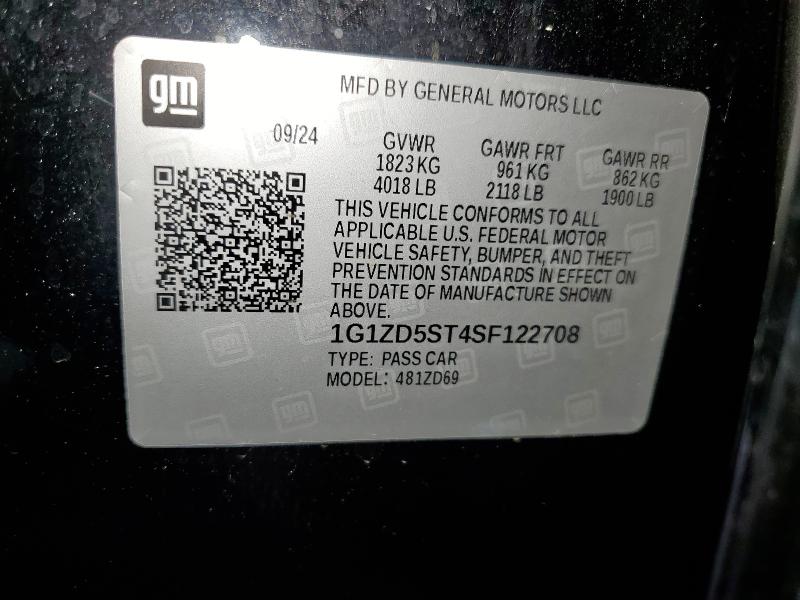 gm
MFD BY GENERAL MOTORS LLC
09/24
GVWR GAWR FRT GAWR RR
1823 KG 961 KG 862 KG
4018 LB 2118 LB 1900 LB
THIS VEHICLE CONFORMS TO ALL
APPLICABLE U.S. FEDERAL MOTOR
VEHICLE SAFETY, BUMPER, AND THEFT
PREVENTION STANDARDS IN EFFECT ON
THE DATE OF MANUFACTURE SHOWN
ABOVE.
1G1ZD5ST4SF122708
TYPE: PASS CAR
MODEL: 481ZD69